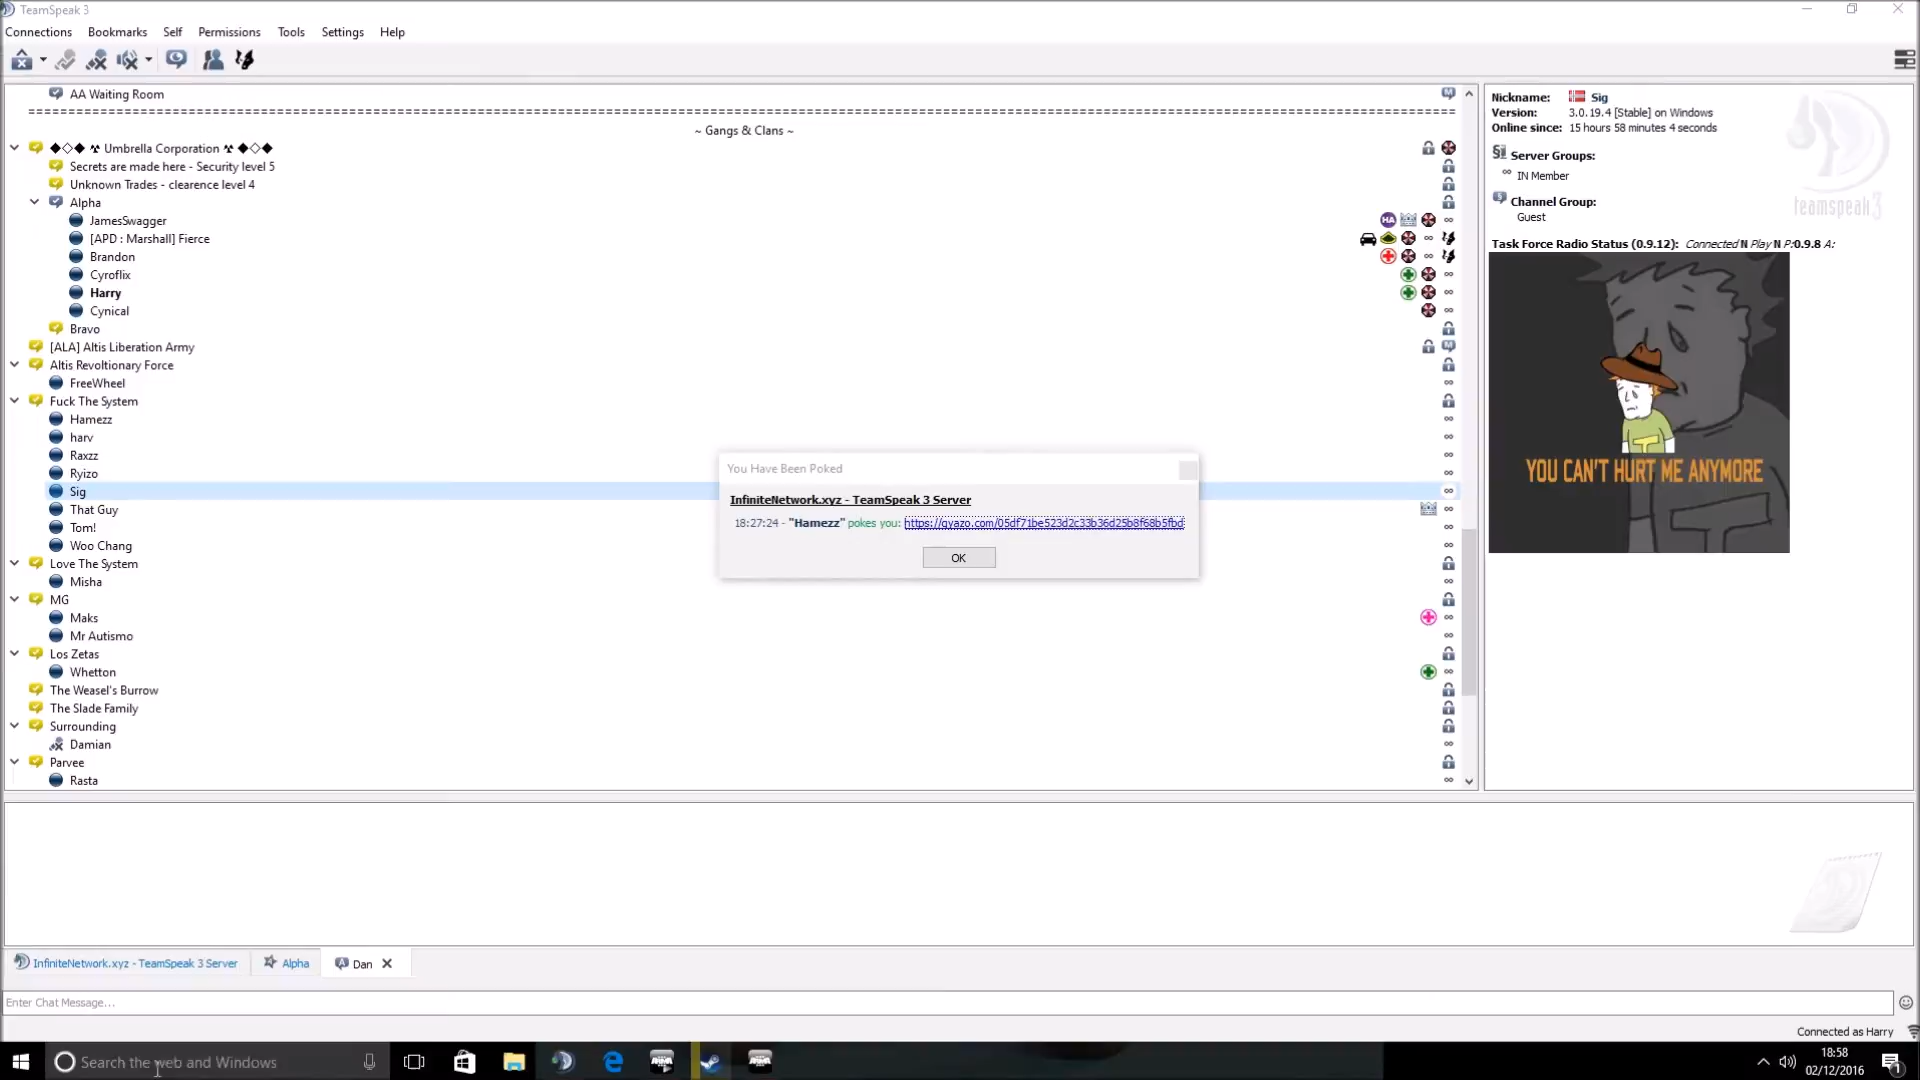 TeamSpeak 3
Connections Bookmarks Self Permissions Tools Settings Help
AA Waiting Room
~ Gangs & Clans ~
Umbrella Corporation
Secrets are made here - Security level 5
Unknown Trades - clearence level 4
Alpha
JamesSwagger
[APD : Marshall] Fierce
Brandon
Cyroflix
Harry
Cynical
Bravo
[ALA] Altis Liberation Army
Altis Revoltionary Force
FreeWheel
Fuck The System
Hamezz
harv
Raxzz
Ryizo
Sig
That Guy
Tom!
Woo Chang
Love The System
Misha
MG
Maks
Mr Autismo
Los Zetas
Whetton
The Weasel's Burrow
The Slade Family
Surrounding
Damian
Parvee
Rasta
HA
You Have Been Poked
InfiniteNetwork.xyz - TeamSpeak 3 Server
18:27:24 - "Hamezz" pokes you: https://gyazo.com/05df71be523d2c33b36d25b8f68b5fbd
OK
Nickname: Sig
Version: 3.0.19.4 [Stable] on Windows
Online since: 15 hours 58 minutes 4 seconds
Server Groups:
IN Member
Channel Group:
Guest
teamspeak3
Task Force Radio Status (0.9.12): Connected N Play N P:0.9.8 A:
YOU CAN'T HURT ME ANYMORE
InfiniteNetwork.xyz - TeamSpeak 3 Server Alpha Dan
Enter Chat Message...
Connected as Harry
Search the web and Windows
18:58
02/12/2016